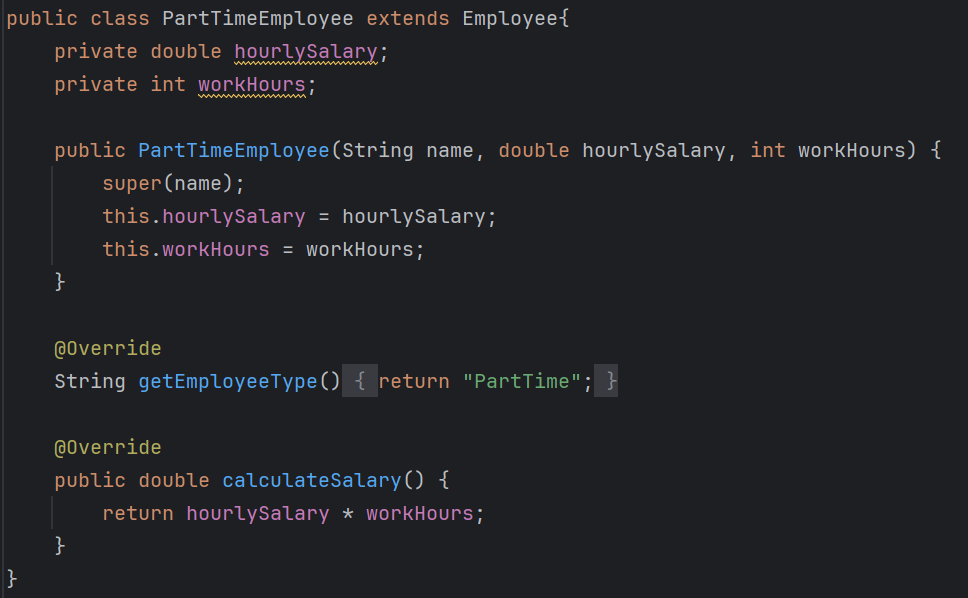 public class PartTimeEmployee extends Employee{
    private double hourlySalary;
    private int workHours;
    public PartTimeEmployee(String name, double hourlySalary, int workHours) {
        super(name);
        this.hourlySalary = hourlySalary;
        this.workHours = workHours;
    }
    @Override
    String getEmployeeType() { return "PartTime"; }
    @Override
    public double calculateSalary() {
        return hourlySalary * workHours;
    }
}